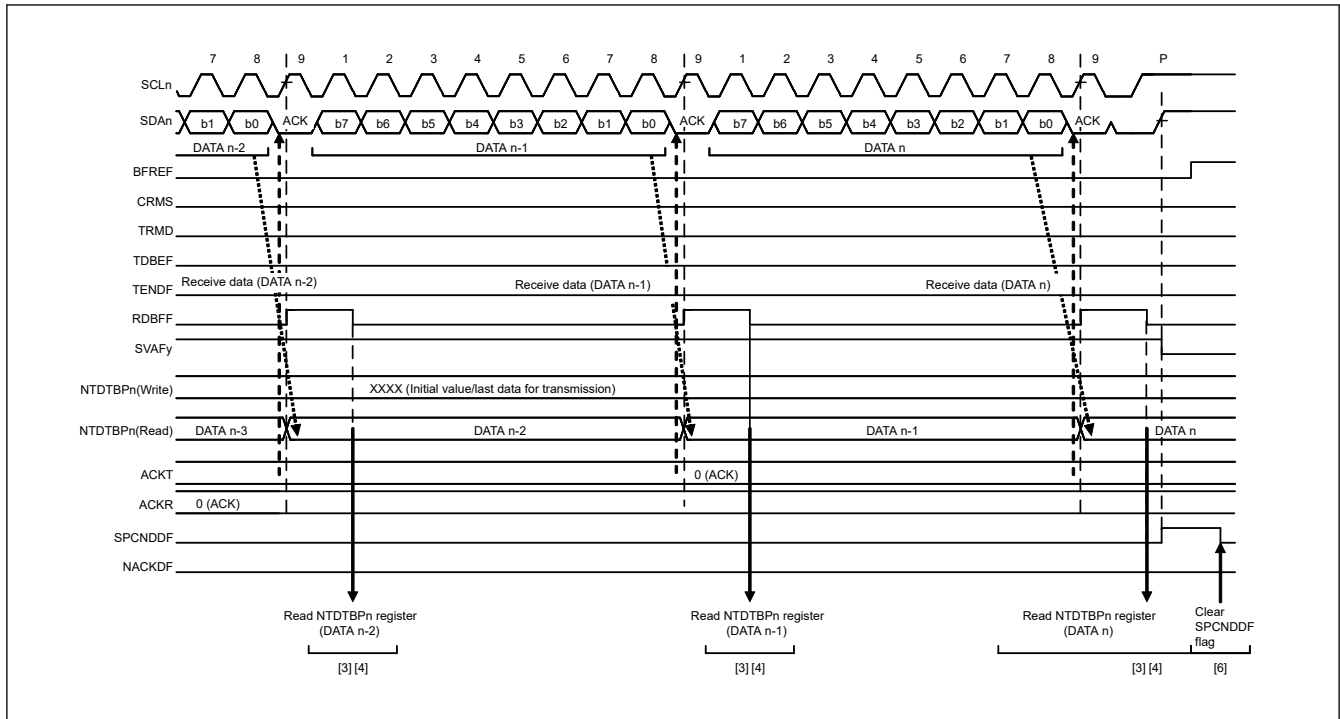 7 8 9 1 2 3 4 5 6 7 8 9 1 2 3 4 5 6 7 8 9 P
SCLn
SDAn b1 b0 ACK b7 b6 b5 b4 b3 b2 b1 b0 ACK b7 b6 b5 b4 b3 b2 b1 b0 ACK
DATA n-2 DATA n-1 DATA n
BFREF
CRMS
TRMD
TDBEF
Receive data (DATA n-2) Receive data (DATA n-1) Receive data (DATA n)
TENDF
RDBFF
SVAFy
NTDTBPn(Write) XXXX (Initial value/last data for transmission)
NTDTBPn(Read) DATA n-3 DATA n-2 DATA n-1 DATA n
ACKT 0 (ACK)
ACKR 0 (ACK)
SPCNDDF
NACKDF
Read NTDTBPn register Read NTDTBPn register Read NTDTBPn register Clear
(DATA n-2) (DATA n-1) (DATA n) SPCNDDF
flag
[3] [4] [3] [4] [3] [4] [6]